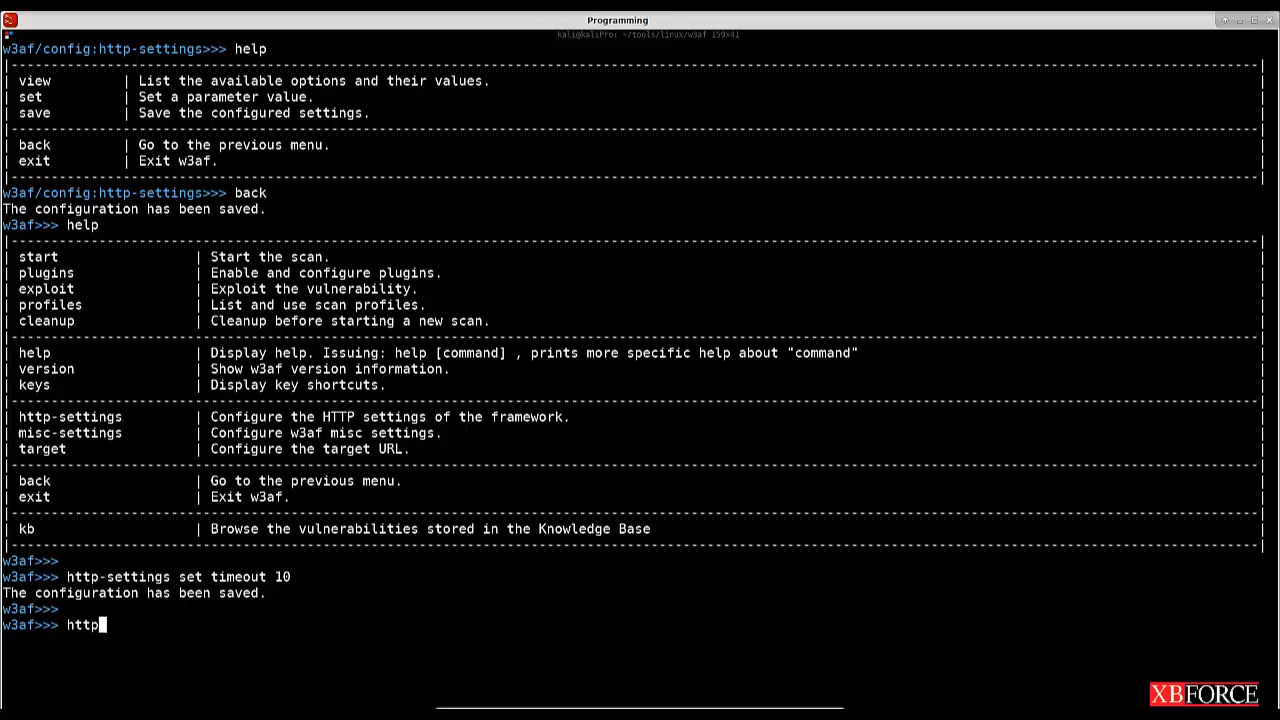 Programming
kali@kaliPro: ~/tools/linux/w3af 159x41
w3af/config:http-settings>>> help
|-----------------------------------------------------------------------------------------------------------------------------------------------------------|
| view         | List the available options and their values.
| set          | Set a parameter value.
| save         | Save the configured settings.
|-----------------------------------------------------------------------------------------------------------------------------------------------------------|
| back         | Go to the previous menu.
| exit         | Exit w3af.
|-----------------------------------------------------------------------------------------------------------------------------------------------------------|
w3af/config:http-settings>>> back
The configuration has been saved.
w3af>>> help
|-----------------------------------------------------------------------------------------------------------------------------------------------------------|
| start                 | Start the scan.
| plugins               | Enable and configure plugins.
| exploit               | Exploit the vulnerability.
| profiles              | List and use scan profiles.
| cleanup               | Cleanup before starting a new scan.
|-----------------------------------------------------------------------------------------------------------------------------------------------------------|
| help                  | Display help. Issuing: help [command] , prints more specific help about "command"
| version               | Show w3af version information.
| keys                  | Display key shortcuts.
|-----------------------------------------------------------------------------------------------------------------------------------------------------------|
| http-settings         | Configure the HTTP settings of the framework.
| misc-settings         | Configure w3af misc settings.
| target                | Configure the target URL.
|-----------------------------------------------------------------------------------------------------------------------------------------------------------|
| back                  | Go to the previous menu.
| exit                  | Exit w3af.
|-----------------------------------------------------------------------------------------------------------------------------------------------------------|
| kb                    | Browse the vulnerabilities stored in the Knowledge Base
|-----------------------------------------------------------------------------------------------------------------------------------------------------------|
w3af>>>
w3af>>> http-settings set timeout 10
The configuration has been saved.
w3af>>>
w3af>>> http
XBFORCE